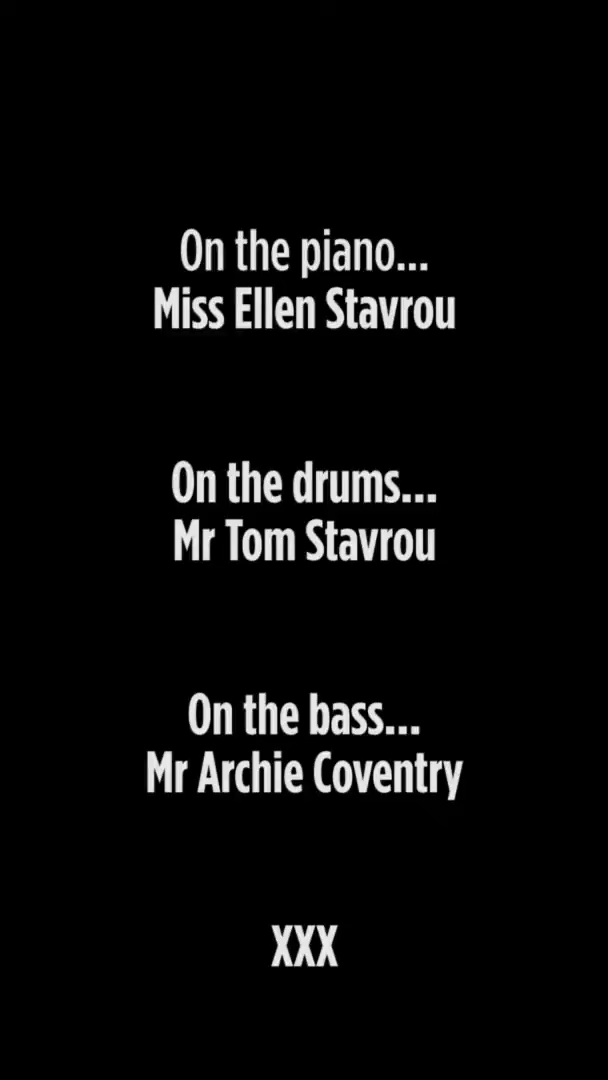 On the piano...
Miss Ellen Stavrou
On the drums...
Mr Tom Stavrou
On the bass...
Mr Archie Coventry
XXX